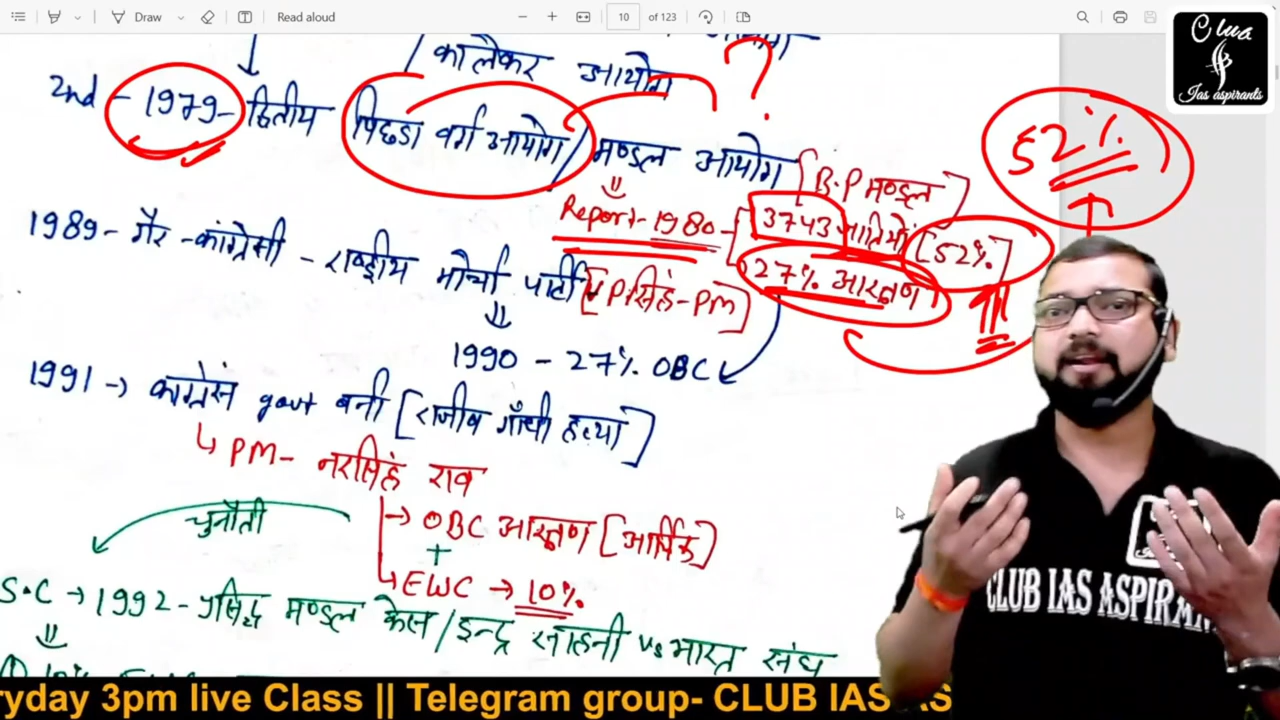 Draw
Read aloud
10 of 123
Club
Ias aspirants
कालेकर आयोग ?
2nd - 1979 - द्वितीय पिछडा वर्ग आयोग / मण्डल आयोग [B.P मण्डल]
52%
Report - 1980 - 3743 जातियों [52%]
27% आरक्षण
1989 - गैर - कांग्रेसी - राष्ट्रीय मोर्चा पार्टी [V P सिंह - PM]
1990 - 27% OBC
1991 → कांग्रेस govt बनी [राजीव गाँधी हत्या]
↳ PM - नरसिंह राव
चुनौती
→ OBC आरक्षण [आर्थिक]
+
↳ EWC → 10%
S.C → 1992 - प्रसिद्ध मण्डल केस / इन्द्र साहनी vs भारत संघ
CLUB IAS ASPIRAN
ryday 3pm live Class || Telegram group- CLUB IAS AS